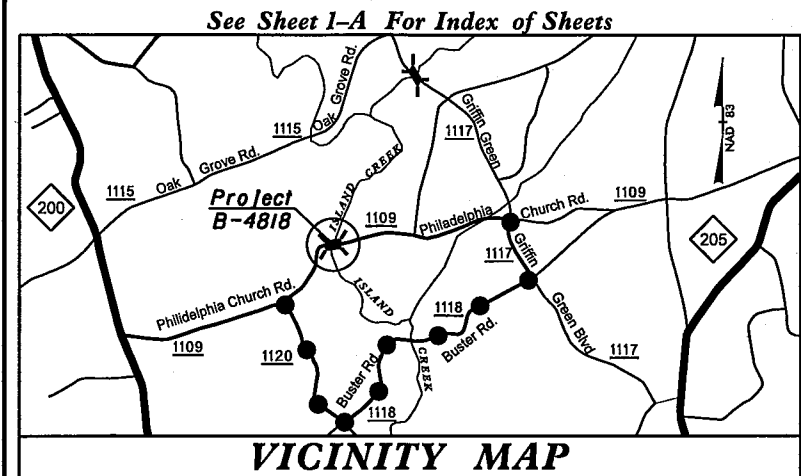 See Sheet 1-A For Index of Sheets
Oak Grove Rd.
1115
Griffin Green
1117
NAD 83
Oak Grove Rd.
1115
ISLAND CREEK
200
Project
B-4818
1109
Philadelphia Church Rd.
1109
205
1117
Griffin Green Blvd
1117
ISLAND CREEK
Philidelphia Church Rd.
1109
1118
Buster Rd.
1120
Buster Rd
1118
VICINITY MAP